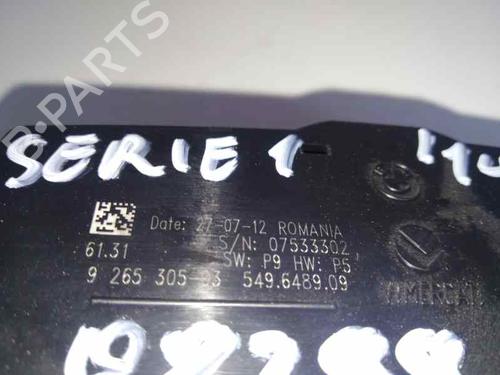 B-PARTS
SERIE 1
Date: 27-07-12 ROMANIA
S/N: 07533302
61.31
SW: P9 HW: P5
9 265 305-03 549.6489.09